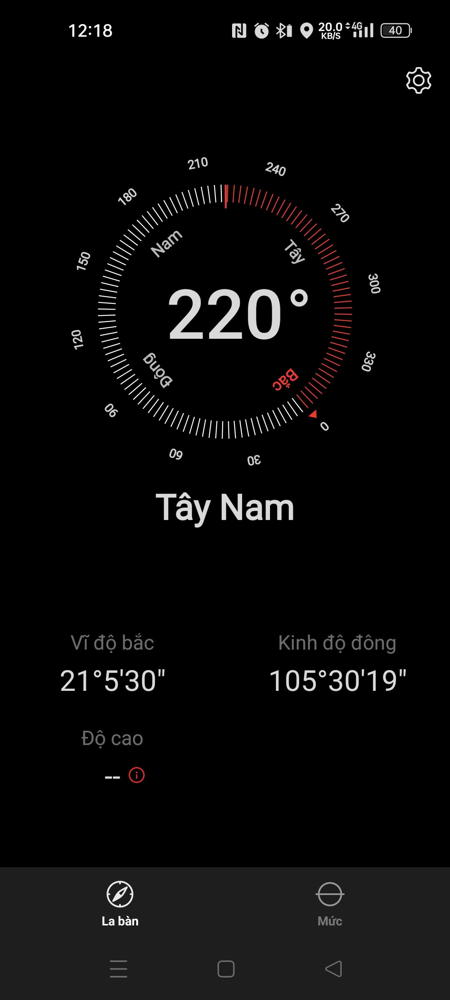 12:18
20.0 KB/S 4G 40
210
240
180
270
Nam
Tây
150
300
220°
120
330
Đông
Bắc
90
0
60
30
Tây Nam
Vĩ độ bắc
Kinh độ đông
21°5'30"
105°30'19"
Độ cao
--
La bàn
Mức